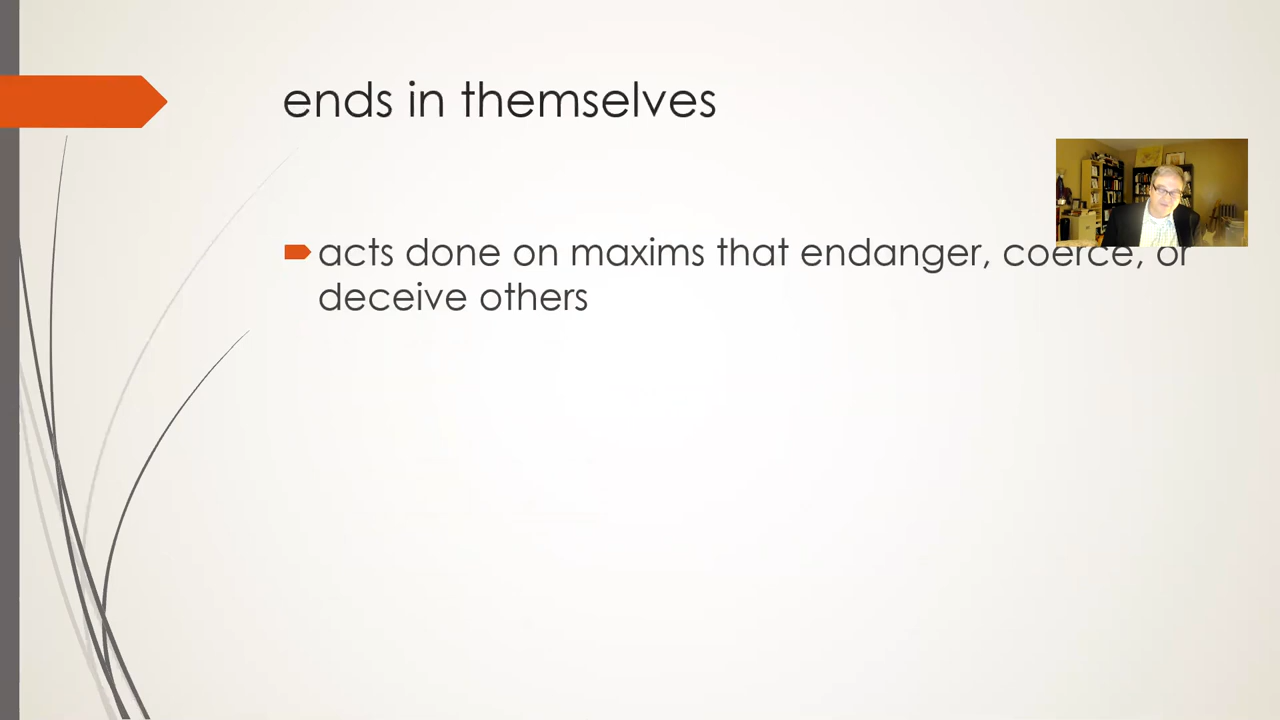 ends in themselves
acts done on maxims that endanger, coerce, or
deceive others